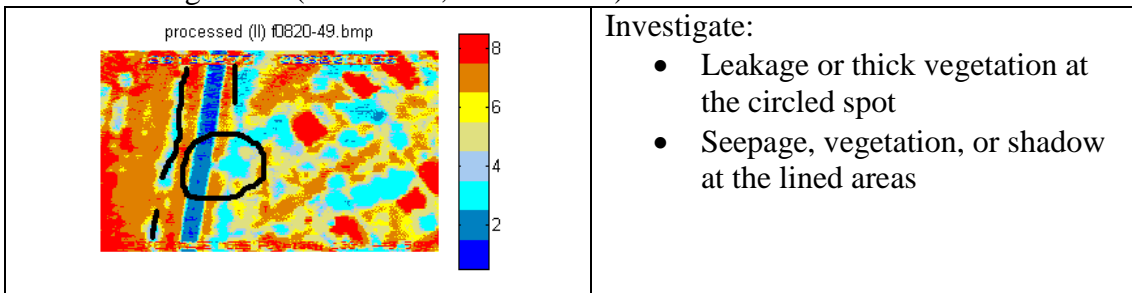 processed (II) f0820-49.bmp
8
6
4
2
Investigate:
• Leakage or thick vegetation at
the circled spot
• Seepage, vegetation, or shadow
at the lined areas